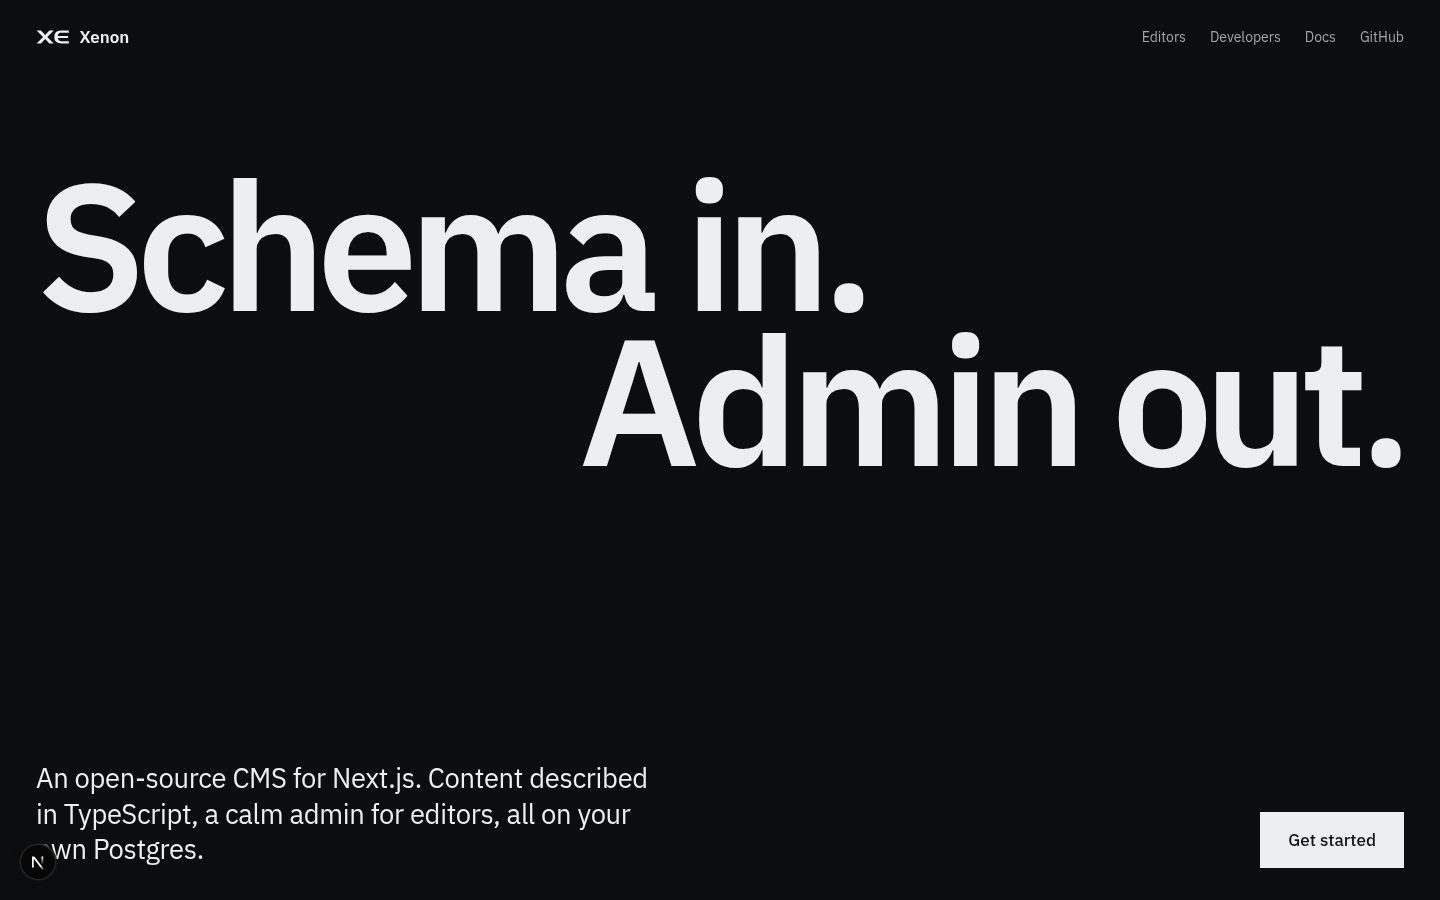 XE Xenon
Editors Developers Docs GitHub
Schema in.
Admin out.
An open-source CMS for Next.js. Content described
in TypeScript, a calm admin for editors, all on your
own Postgres.
N
Get started